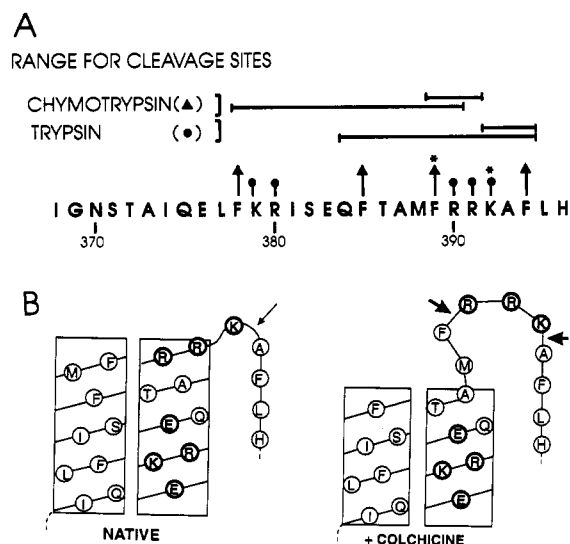 A
RANGE FOR CLEAVAGE SITES
CHYMOTRYPSIN(▲) ]
TRYPSIN (●) ]
* *
I G N S T A I Q E L F K R I S E Q F T A M F R R K A F L H
370 380 390
B
M F
F
I S
L F
I Q
R R
T A
E Q
K R
E
K
A
F
L
H
NATIVE
F
I S
L F
I Q
T A
E Q
K R
E
M
F
R
R
K
A
F
L
H
+ COLCHICINE